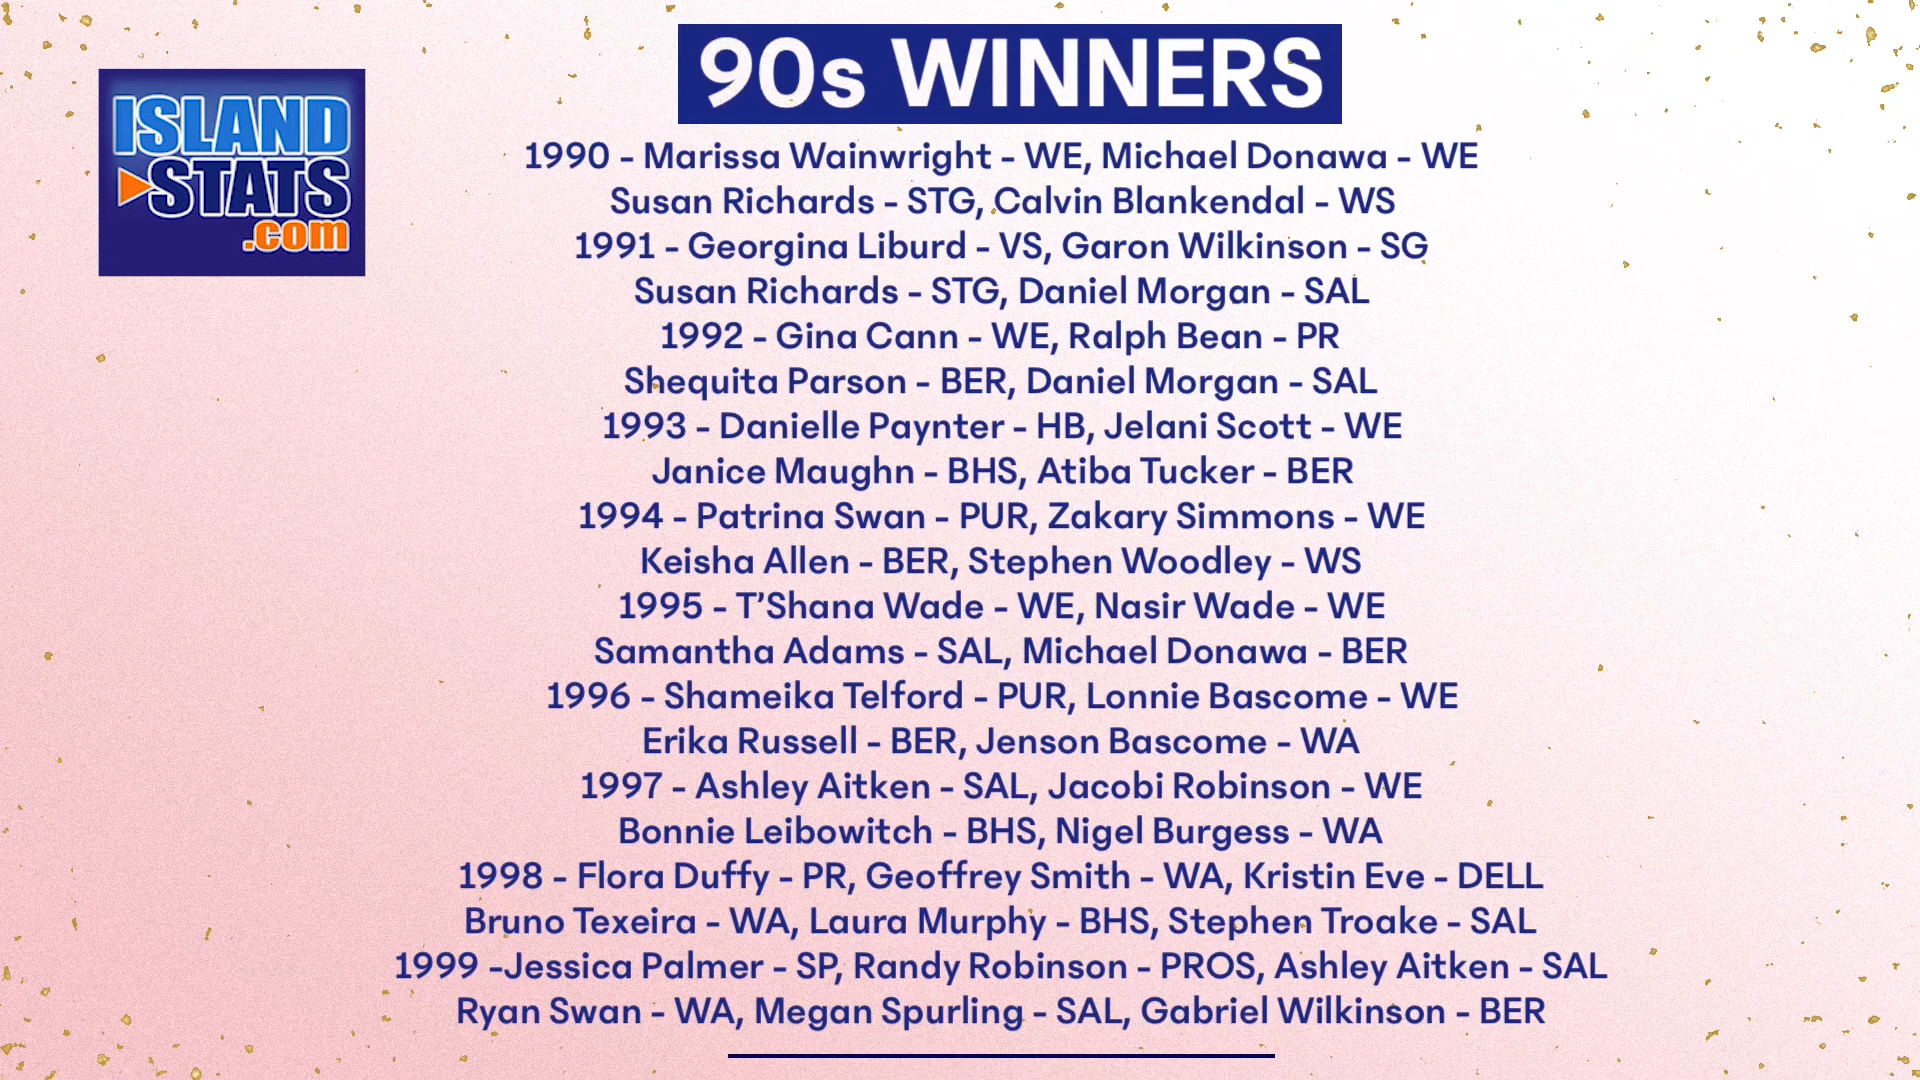 90s WINNERS
ISLAND
STATS
.com
1990 - Marissa Wainwright - WE, Michael Donawa - WE
Susan Richards - STG, Calvin Blankendal - WS
1991 - Georgina Liburd - VS, Garon Wilkinson - SG
Susan Richards - STG, Daniel Morgan - SAL
1992 - Gina Cann - WE, Ralph Bean - PR
Shequita Parson - BER, Daniel Morgan - SAL
1993 - Danielle Paynter - HB, Jelani Scott - WE
Janice Maughn - BHS, Atiba Tucker - BER
1994 - Patrina Swan - PUR, Zakary Simmons - WE
Keisha Allen - BER, Stephen Woodley - WS
1995 - T’Shana Wade - WE, Nasir Wade - WE
Samantha Adams - SAL, Michael Donawa - BER
1996 - Shameika Telford - PUR, Lonnie Bascome - WE
Erika Russell - BER, Jenson Bascome - WA
1997 - Ashley Aitken - SAL, Jacobi Robinson - WE
Bonnie Leibowitch - BHS, Nigel Burgess - WA
1998 - Flora Duffy - PR, Geoffrey Smith - WA, Kristin Eve - DELL
Bruno Texeira - WA, Laura Murphy - BHS, Stephen Troake - SAL
1999 -Jessica Palmer - SP, Randy Robinson - PROS, Ashley Aitken - SAL
Ryan Swan - WA, Megan Spurling - SAL, Gabriel Wilkinson - BER